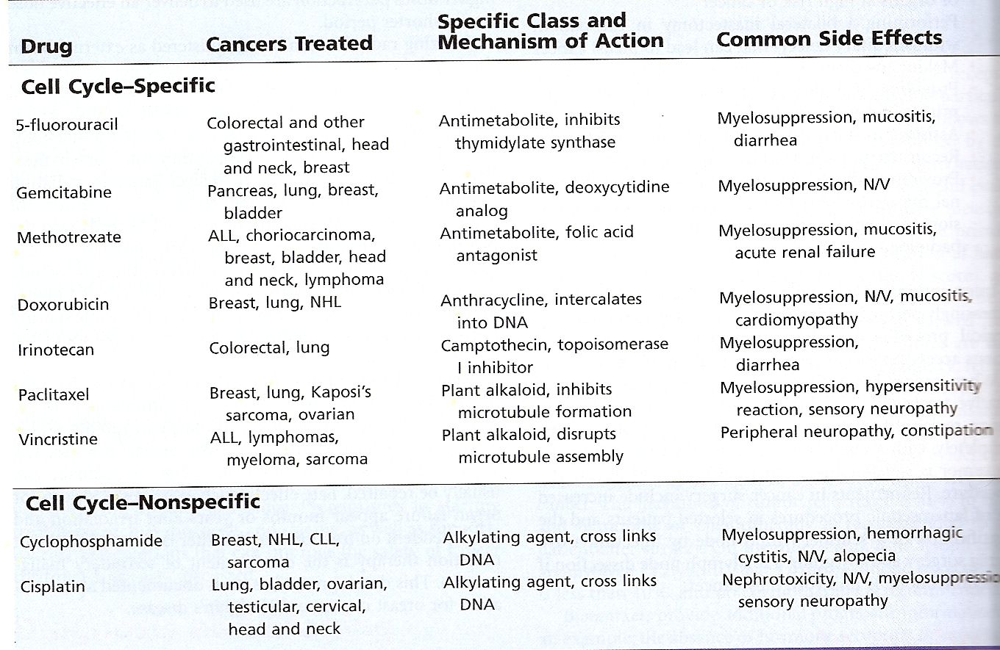 Drug Cancers Treated Specific Class and Mechanism of Action Common Side Effects
Cell Cycle–Specific
5-fluorouracil Colorectal and other Antimetabolite, inhibits Myelosuppression, mucositis,
gastrointestinal, head thymidylate synthase diarrhea
and neck, breast
Gemcitabine Pancreas, lung, breast, Antimetabolite, deoxycytidine Myelosuppression, N/V
bladder analog
Methotrexate ALL, choriocarcinoma, Antimetabolite, folic acid Myelosuppression, mucositis,
breast, bladder, head antagonist acute renal failure
and neck, lymphoma
Doxorubicin Breast, lung, NHL Anthracycline, intercalates Myelosuppression, N/V, mucositis,
into DNA cardiomyopathy
Irinotecan Colorectal, lung Camptothecin, topoisomerase Myelosuppression,
I inhibitor diarrhea
Paclitaxel Breast, lung, Kaposi's Plant alkaloid, inhibits Myelosuppression, hypersensitivity
sarcoma, ovarian microtubule formation reaction, sensory neuropathy
Vincristine ALL, lymphomas, Plant alkaloid, disrupts Peripheral neuropathy, constipation
myeloma, sarcoma microtubule assembly
Cell Cycle–Nonspecific
Cyclophosphamide Breast, NHL, CLL, Alkylating agent, cross links Myelosuppression, hemorrhagic
sarcoma DNA cystitis, N/V, alopecia
Cisplatin Lung, bladder, ovarian, Alkylating agent, cross links Nephrotoxicity, N/V, myelosuppressio
testicular, cervical, DNA sensory neuropathy
head and neck